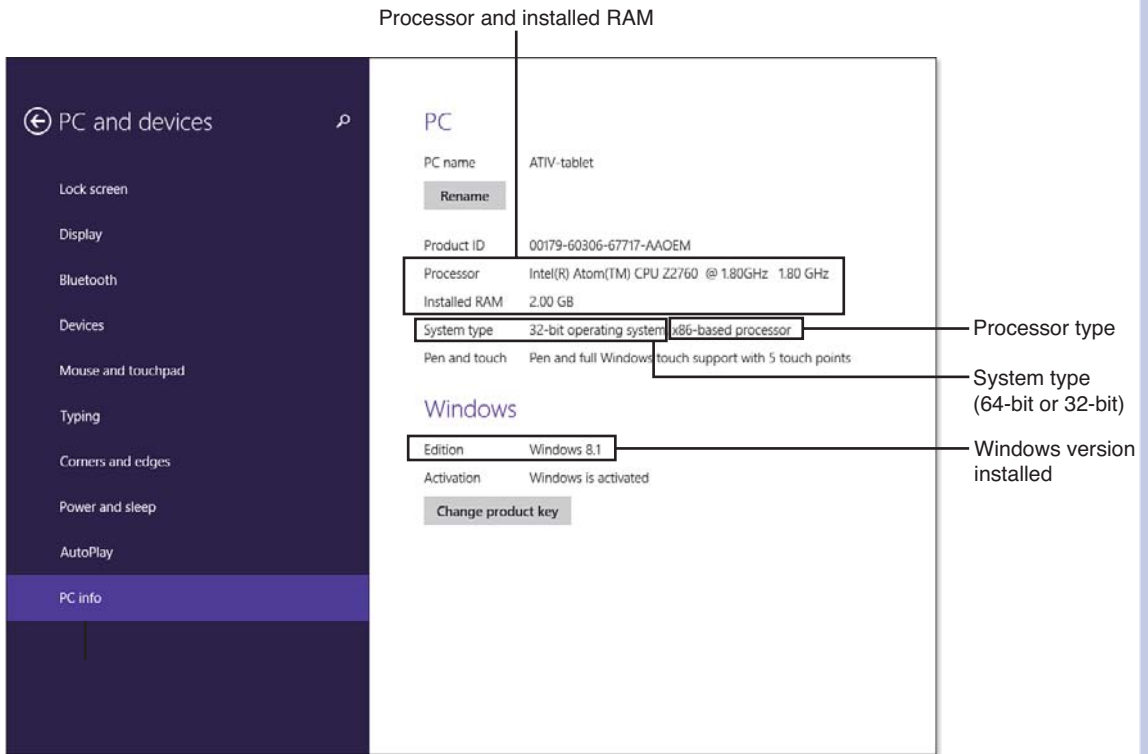 Processor and installed RAM
PC and devices
Lock screen
Display
Bluetooth
Devices
Mouse and touchpad
Typing
Corners and edges
Power and sleep
AutoPlay
PC info
PC
PC name ATIV-tablet
Rename
Product ID 00179-60306-67717-AAOEM
Processor Intel(R) Atom(TM) CPU Z2760 @ 1.80GHz 1.80 GHz
Installed RAM 2.00 GB
System type 32-bit operating system, x86-based processor
Pen and touch Pen and full Windows touch support with 5 touch points
Windows
Edition Windows 8.1
Activation Windows is activated
Change product key
Processor type
System type
(64-bit or 32-bit)
Windows version
installed